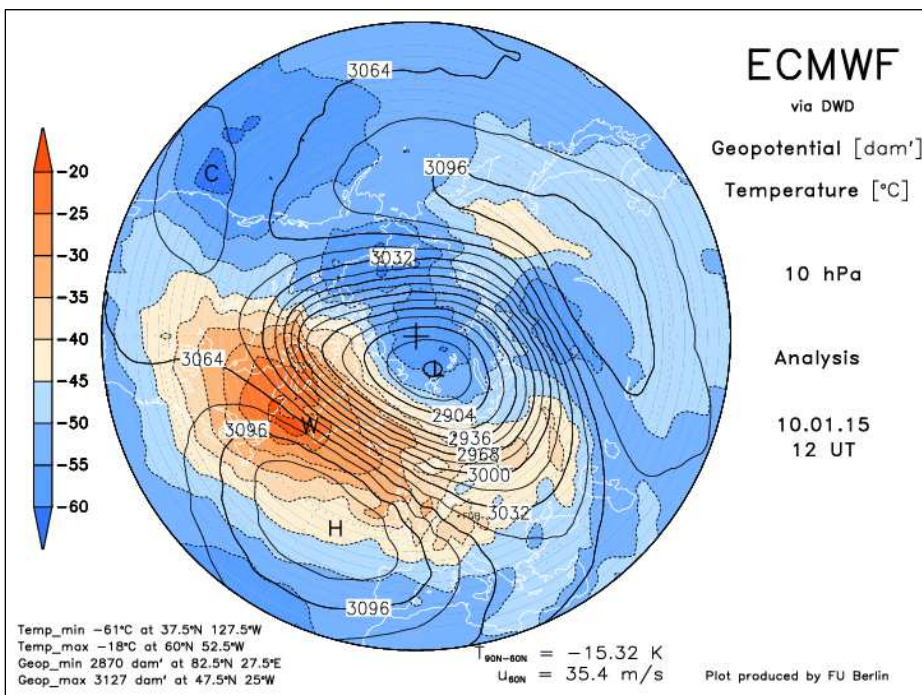 ECMWF
via DWD
Geopotential [dam']
Temperature [°C]
10 hPa
Analysis
10.01.15
12 UT
-20
-25
-30
-35
-40
-45
-50
-55
-60
3064
3096
C
3032
3064
L
2904
3096
W
2936
2968
3000
H
3032
3096
Temp_min -61°C at 37.5°N 127.5°W
Temp_max -18°C at 60°N 52.5°W
Geop_min 2870 dam' at 82.5°N 27.5°E
Geop_max 3127 dam' at 47.5°N 25°W
T90N-60N = -15.32 K
u60N = 35.4 m/s
Plot produced by FU Berlin